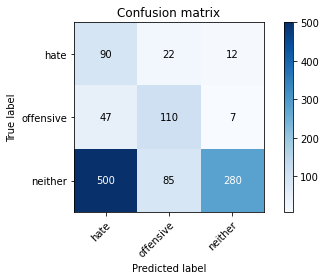 Confusion matrix
True label
hate 90 22 12
offensive 47 110 7
neither 500 85 280
hate offensive neither
Predicted label
500
400
300
200
100